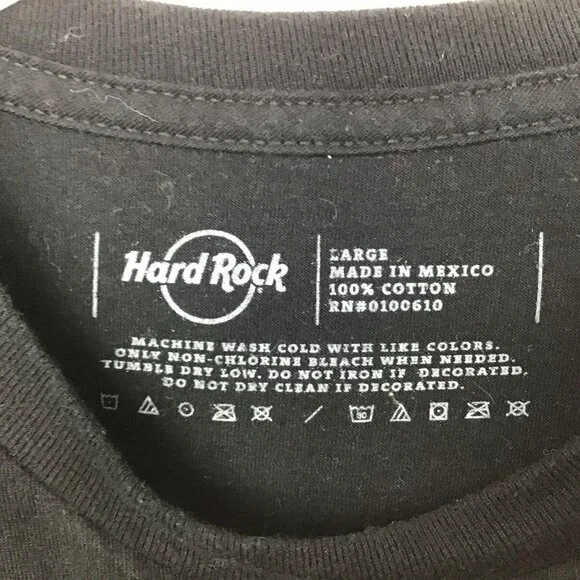 Hard Rock
LARGE
MADE IN MEXICO
100% COTTON
RN#0100610
MACHINE WASH COLD WITH LIKE COLORS.
ONLY NON-CHLORINE BLEACH WHEN NEEDED.
TUMBLE DRY LOW. DO NOT IRON IF DECORATED.
DO NOT DRY CLEAN IF DECORATED.